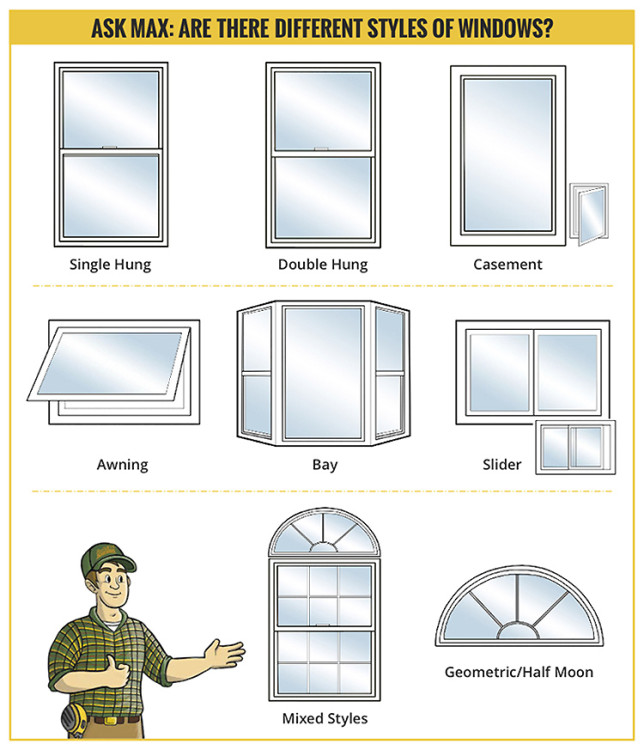 ASK MAX: ARE THERE DIFFERENT STYLES OF WINDOWS?
Single Hung
Double Hung
Casement
Awning
Bay
Slider
Mixed Styles
Geometric/Half Moon